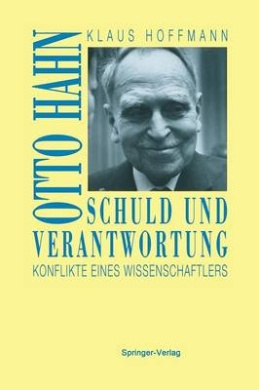 KLAUS HOFFMANN
OTTO HAHN
SCHULD UND
VERANTWORTUNG
KONFLIKTE EINES WISSENSCHAFTLERS
Springer-Verlag